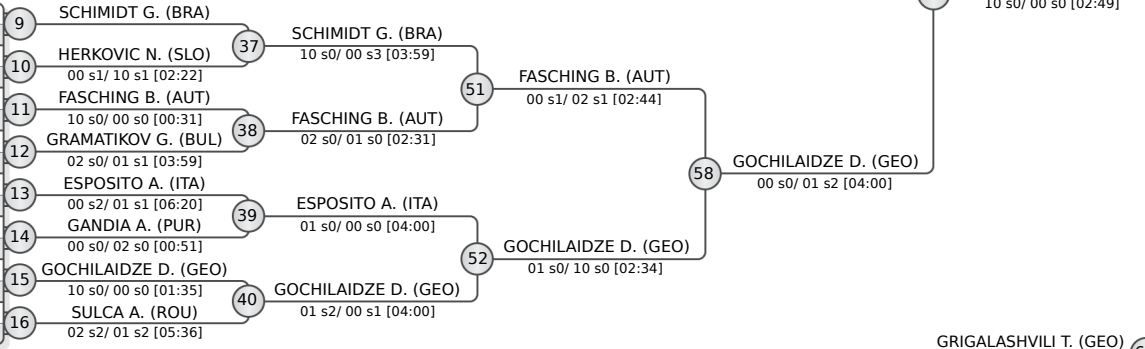 9
SCHIMIDT G. (BRA)
10
HERKOVIC N. (SLO)
00 s1/ 10 s1 [02:22]
11
FASCHING B. (AUT)
10 s0/ 00 s0 [00:31]
12
GRAMATIKOV G. (BUL)
02 s0/ 01 s1 [03:59]
13
ESPOSITO A. (ITA)
00 s2/ 01 s1 [06:20]
14
GANDIA A. (PUR)
00 s0/ 02 s0 [00:51]
15
GOCHILAIDZE D. (GEO)
10 s0/ 00 s0 [01:35]
16
SULCA A. (ROU)
02 s2/ 01 s2 [05:36]
37
SCHIMIDT G. (BRA)
10 s0/ 00 s3 [03:59]
38
FASCHING B. (AUT)
02 s0/ 01 s0 [02:31]
39
ESPOSITO A. (ITA)
01 s0/ 00 s0 [04:00]
40
GOCHILAIDZE D. (GEO)
01 s2/ 00 s1 [04:00]
51
FASCHING B. (AUT)
00 s1/ 02 s1 [02:44]
52
GOCHILAIDZE D. (GEO)
01 s0/ 10 s0 [02:34]
58
GOCHILAIDZE D. (GEO)
00 s0/ 01 s2 [04:00]
10 s0/ 00 s0 [02:49]
GRIGALASHVILI T. (GEO)